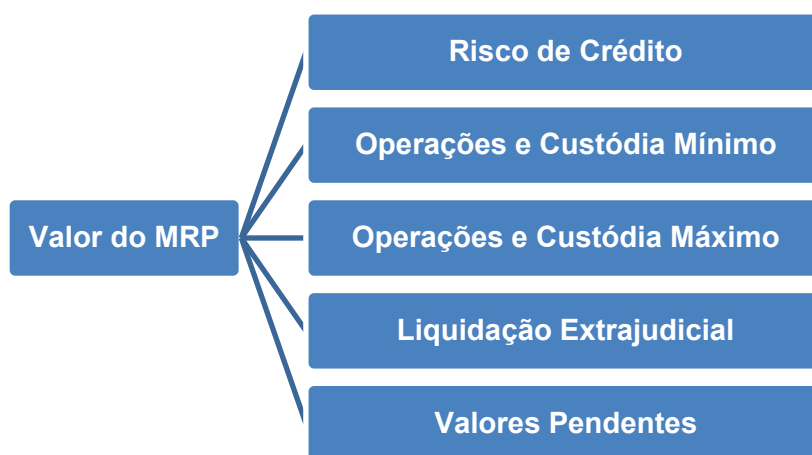 Valor do MRP
Risco de Crédito
Operações e Custódia Mínimo
Operações e Custódia Máximo
Liquidação Extrajudicial
Valores Pendentes